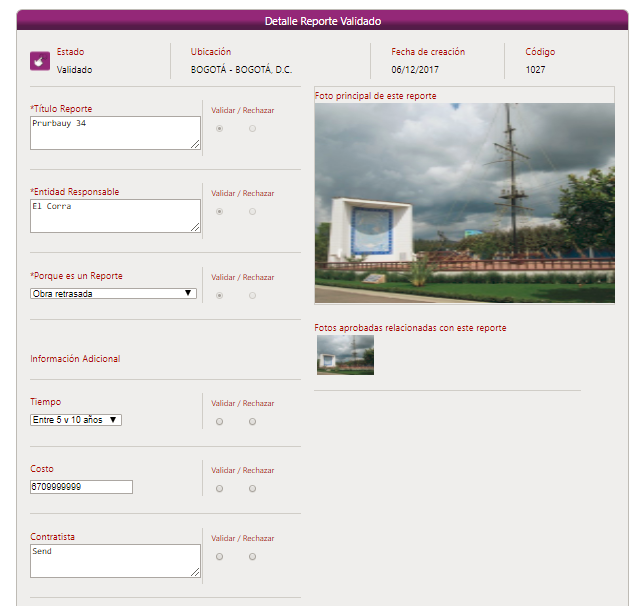 Detalle Reporte Validado
Estado
Validado
Ubicación
BOGOTÁ - BOGOTÁ, D.C.
Fecha de creación
06/12/2017
Código
1027
*Título Reporte
Prurbauy 34
Validar / Rechazar
*Entidad Responsable
El Corra
Validar / Rechazar
*Porque es un Reporte
Obra retrasada
Validar / Rechazar
Información Adicional
Tiempo
Entre 5 y 10 años
Validar / Rechazar
Costo
6709999999
Validar / Rechazar
Contratista
Send
Validar / Rechazar
Foto principal de este reporte
Fotos aprobadas relacionadas con este reporte